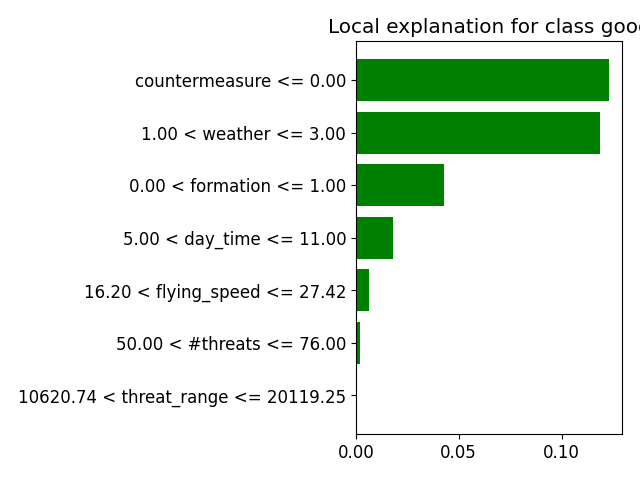 Local explanation for class good
countermeasure <= 0.00
1.00 < weather <= 3.00
0.00 < formation <= 1.00
5.00 < day_time <= 11.00
16.20 < flying_speed <= 27.42
50.00 < #threats <= 76.00
10620.74 < threat_range <= 20119.25
0.00 0.05 0.10